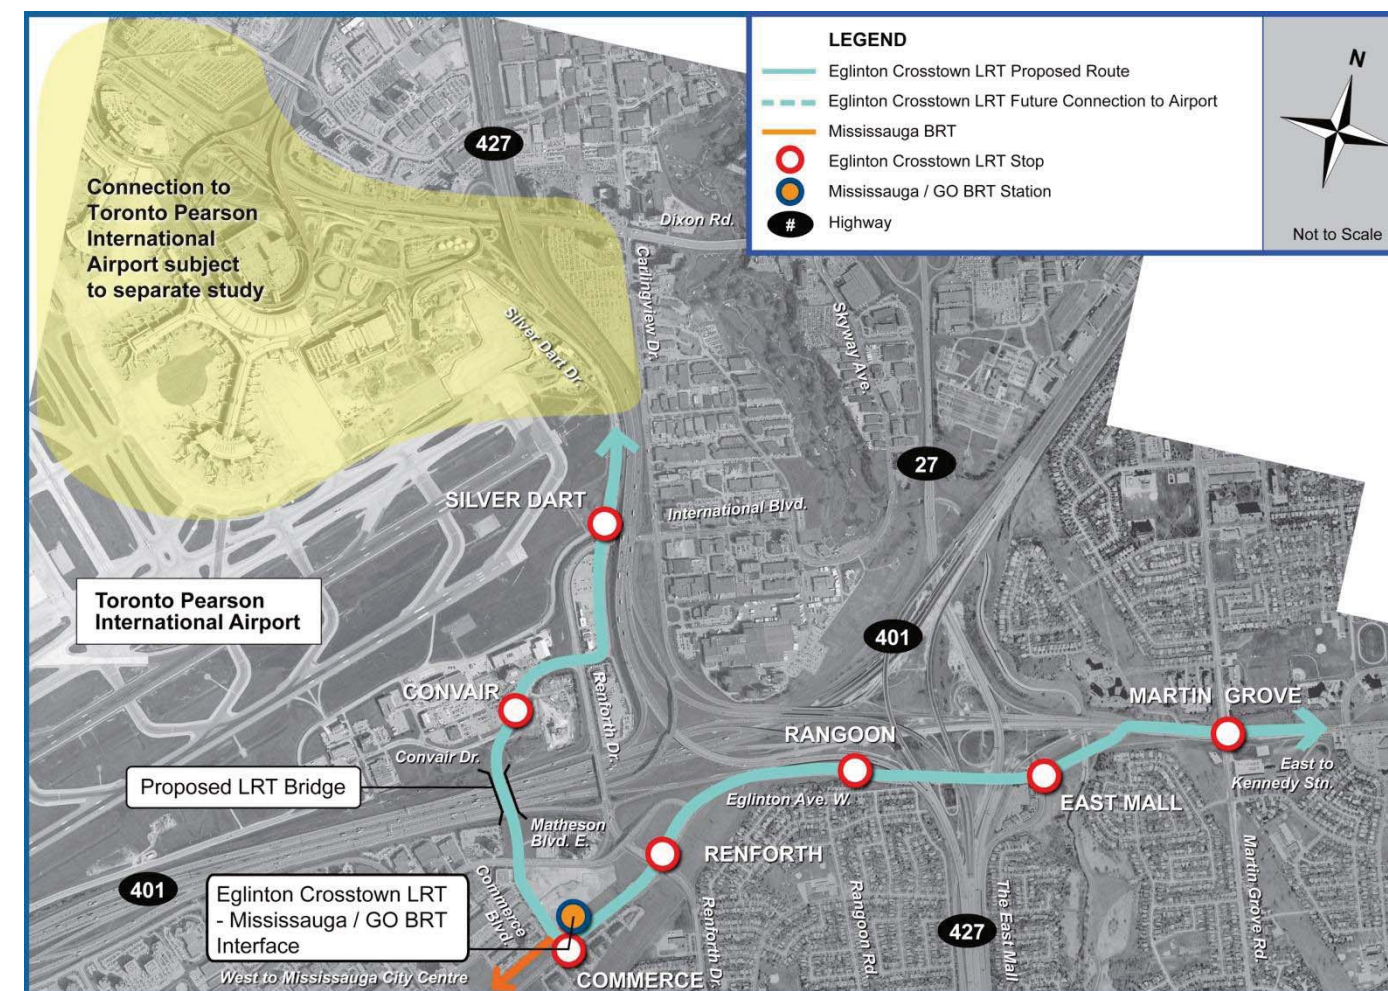 LEGEND
Eglinton Crosstown LRT Proposed Route
Eglinton Crosstown LRT Future Connection to Airport
Mississauga BRT
Eglinton Crosstown LRT Stop
Mississauga / GO BRT Station
# Highway
N
Not to Scale
427
Connection to
Toronto Pearson
International
Airport subject
to separate study
Dixon Rd.
Carlingview Dr.
Silver Dart Dr.
Skyway Ave.
27
SILVER DART
International Blvd.
Toronto Pearson
International Airport
401
CONVAIR
Renforth Dr.
MARTIN GROVE
RANGOON
Convair Dr.
East to
Kennedy Stn.
Proposed LRT Bridge
Eglinton Ave. W.
EAST MALL
Matheson
Blvd. E.
RENFORTH
401
Eglinton Crosstown LRT
- Mississauga / GO BRT
Interface
Commerce
Blvd.
Renforth Dr.
Rangoon Rd.
427
The East Mall
Martin Grove Rd.
West to Mississauga City Centre
COMMERCE